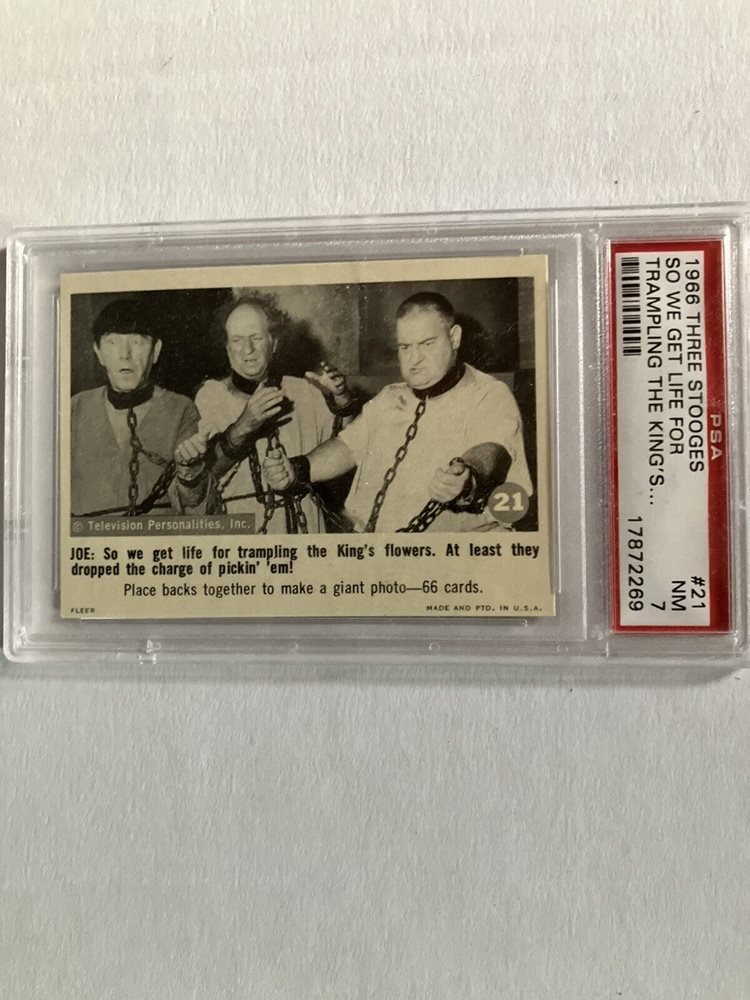 21
© Television Personalities, Inc.
JOE: So we get life for trampling the King's flowers. At least they
dropped the charge of pickin' 'em!
Place backs together to make a giant photo—66 cards.
FLEER
MADE AND PTD. IN U.S.A.
PSA
1966 THREE STOOGES #21
SO WE GET LIFE FOR NM
TRAMPLING THE KING'S... 7
17872269